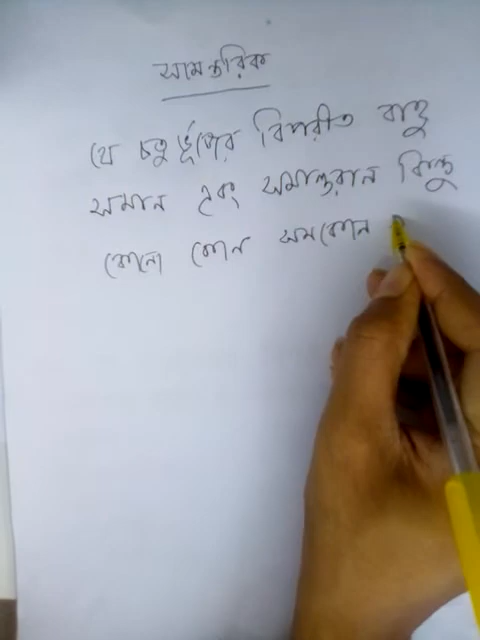 সামন্তরিক
যে চতুর্ভূজের বিপরীত বাহু
সমান এবং সমান্তরাল কিন্তু
কোনো কোন সমকোন